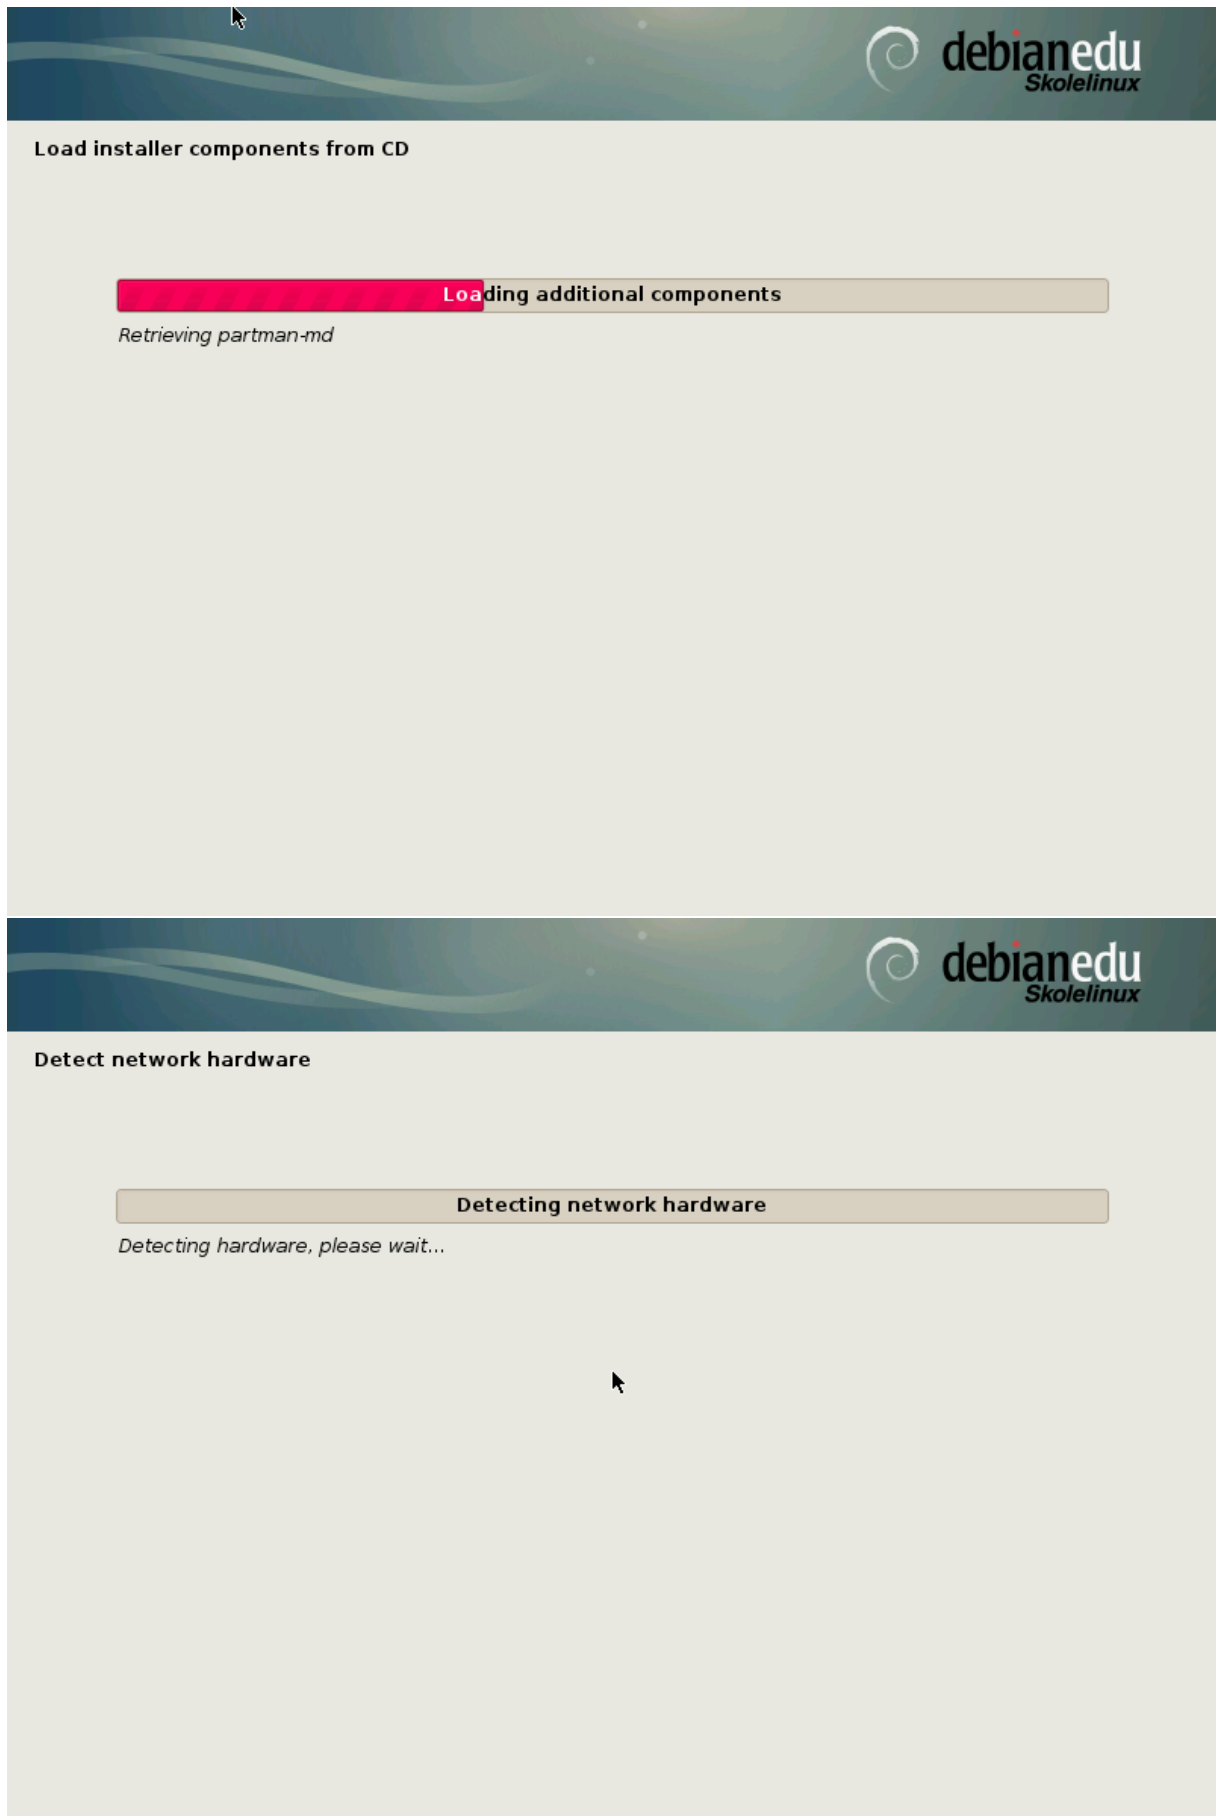 debianedu
Skolelinux
Load installer components from CD
Loading additional components
Retrieving partman-md
debianedu
Skolelinux
Detect network hardware
Detecting network hardware
Detecting hardware, please wait...